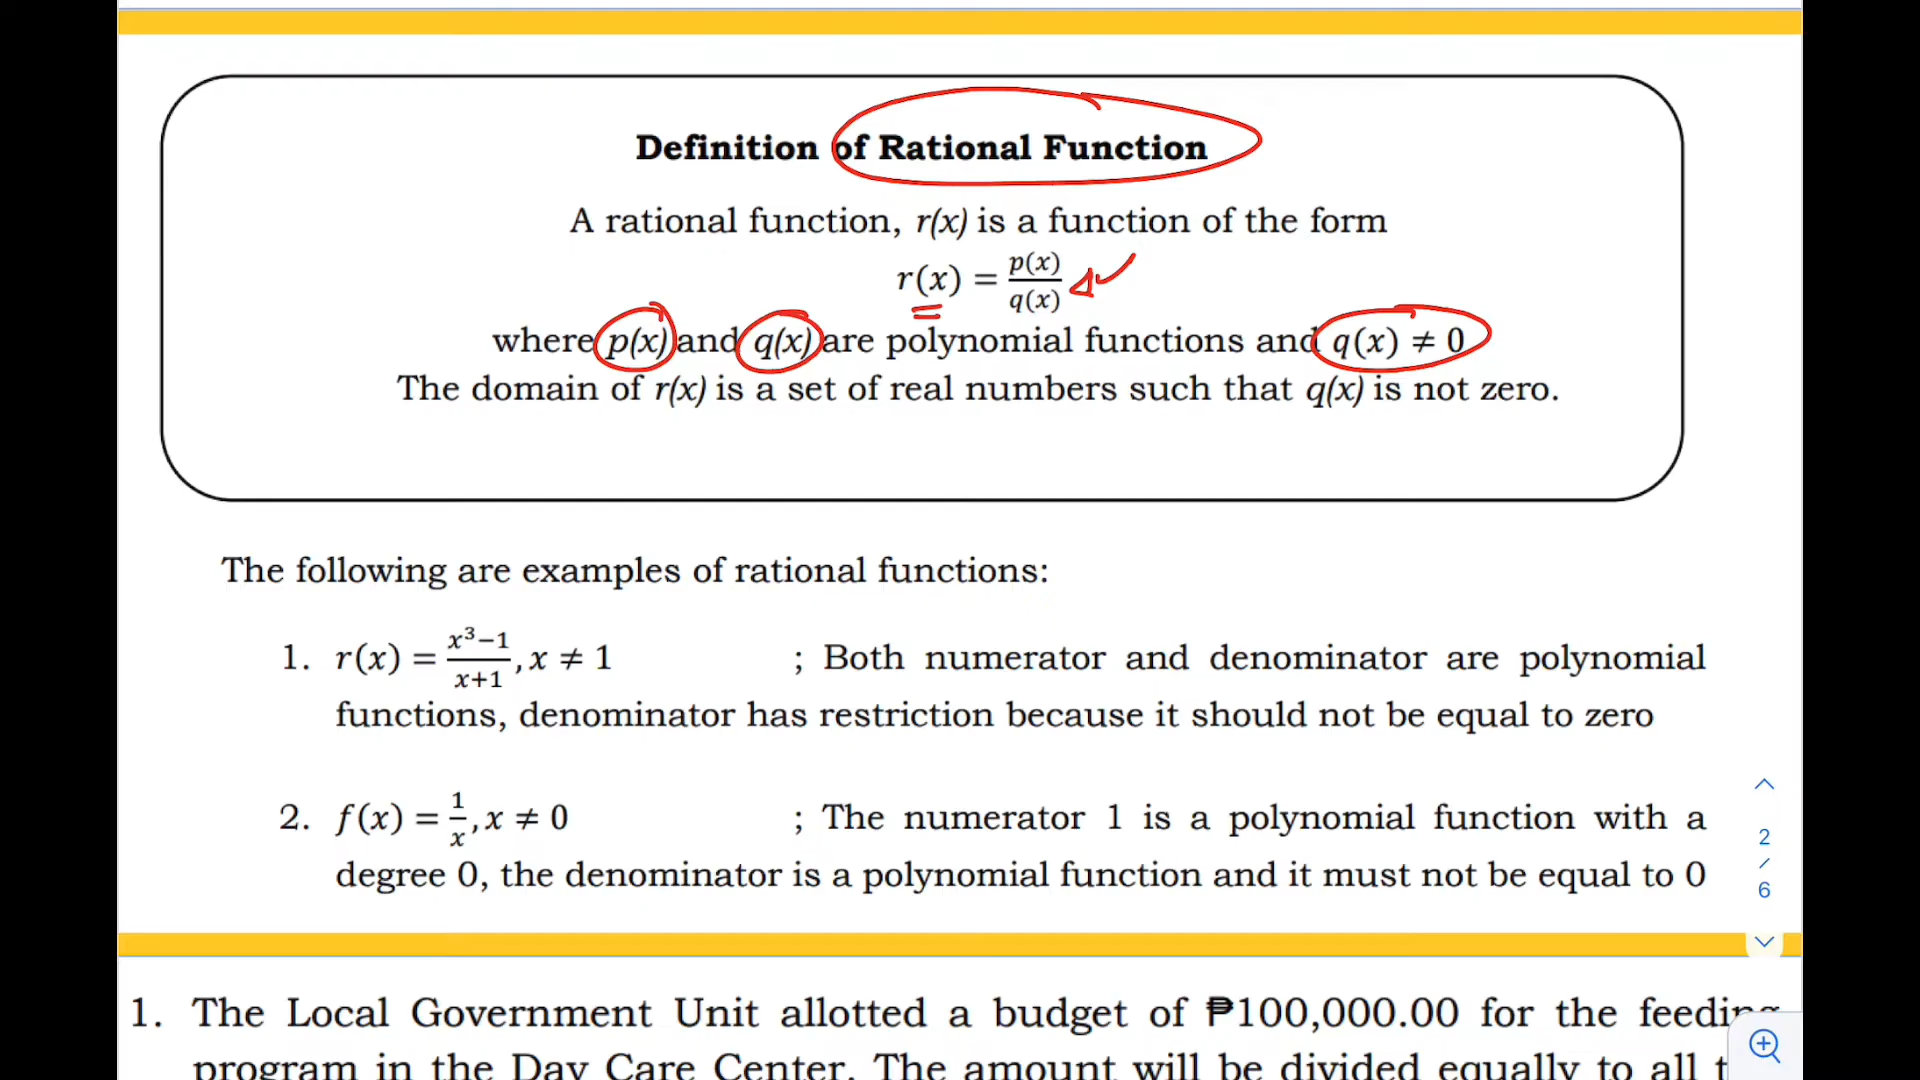 Definition of Rational Function
A rational function, r(x) is a function of the form
r(x) = p(x)/q(x)
where p(x) and q(x) are polynomial functions and q(x) ≠ 0
The domain of r(x) is a set of real numbers such that q(x) is not zero.
The following are examples of rational functions:
1. r(x) = x³−1/x+1, x ≠ 1 ; Both numerator and denominator are polynomial
functions, denominator has restriction because it should not be equal to zero
2. f(x) = 1/x, x ≠ 0 ; The numerator 1 is a polynomial function with a
degree 0, the denominator is a polynomial function and it must not be equal to 0
2
/
6
1. The Local Government Unit allotted a budget of ₱100,000.00 for the feeding
program in the Day Care Center. The amount will be divided equally to all